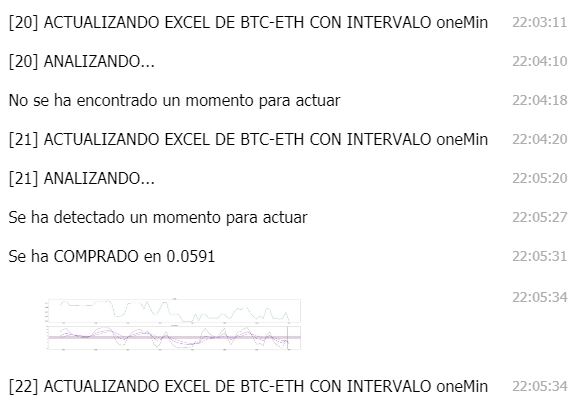 [20] ACTUALIZANDO EXCEL DE BTC-ETH CON INTERVALO oneMin 22:03:11
[20] ANALIZANDO... 22:04:10
No se ha encontrado un momento para actuar 22:04:18
[21] ACTUALIZANDO EXCEL DE BTC-ETH CON INTERVALO oneMin 22:04:20
[21] ANALIZANDO... 22:05:20
Se ha detectado un momento para actuar 22:05:27
Se ha COMPRADO en 0.0591 22:05:31
22:05:34
[22] ACTUALIZANDO EXCEL DE BTC-ETH CON INTERVALO oneMin 22:05:34